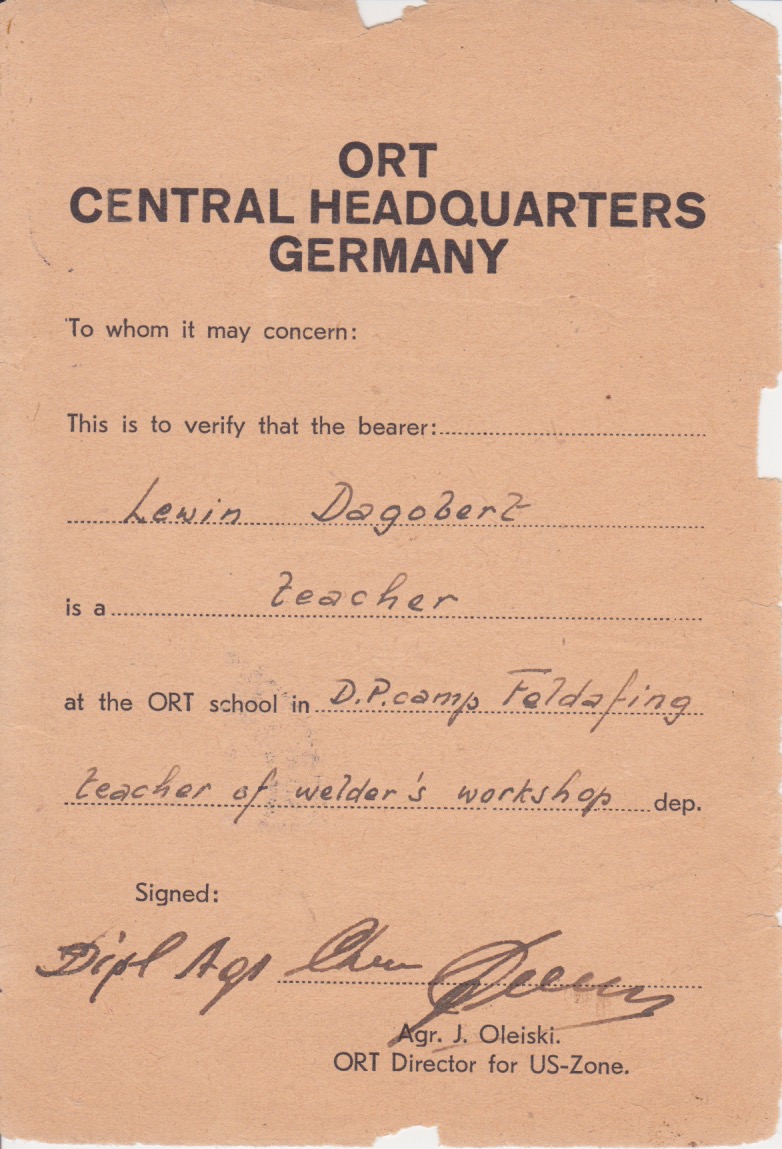 ORT
CENTRAL HEADQUARTERS
GERMANY
To whom it may concern:
This is to verify that the bearer:
Lewin Dagobert
is a teacher
at the ORT school in D.P.camp Feldafing
teacher of welder's workshop dep.
Signed:
Dipl Agr
Agr. J. Oleiski.
ORT Director for US-Zone.